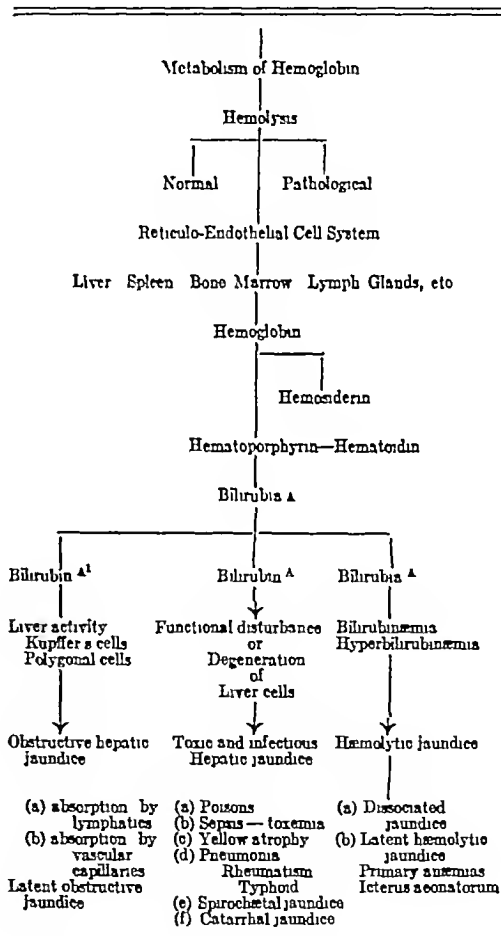 Metabolism of Hemoglobin
Hemolysis
Normal Pathological
Reticulo-Endothelial Cell System
Liver Spleen Bone Marrow Lymph Glands, etc
Hemoglobin
Hemosiderin
Hematoporphyrin—Hematoidin
Bilirubin ▲
Bilirubin ▲1
Bilirubin ▲
Bilirubin ▲
Liver activity
Kupffer s cells
Polygonal cells
Functional disturbance
or
Degeneration
of
Liver cells
Bilirubinæmia
Hyperbilirubinæmia
Obstructive hepatic
jaundice
Toxic and infectious
Hepatic jaundice
Hæmolytic jaundice
(a) absorption by
lymphatics
(b) absorption by
vascular
capillaries
Latent obstructive
jaundice
(a) Poisons
(b) Sepsis — toxemia
(c) Yellow atrophy
(d) Pneumonia
Rheumatism
Typhoid
(e) Spirochætal jaundice
(f) Catarrhal jaundice
(a) Dissociated
jaundice
(b) Latent hæmolytic
jaundice
Primary anæmias
Icterus neonatorum